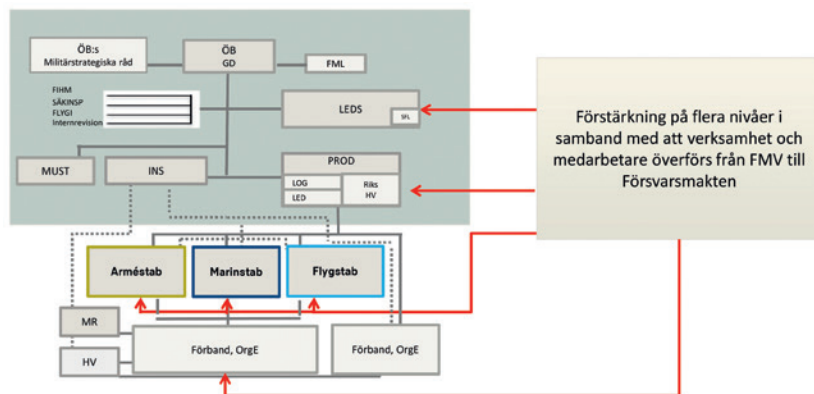 ÖB:s
Militärstrategiska råd
ÖB
GD
FML
FIHM
SÄKINSP
FLYGI
Internrevision
LEDS
SFL
MUST
INS
PROD
LOG
LED
Riks
HV
Förstärkning på flera nivåer i
samband med att verksamhet och
medarbetare överförs från FMV till
Försvarsmakten
Arméstab
Marinstab
Flygstab
MR
HV
Förband, OrgE
Förband, OrgE